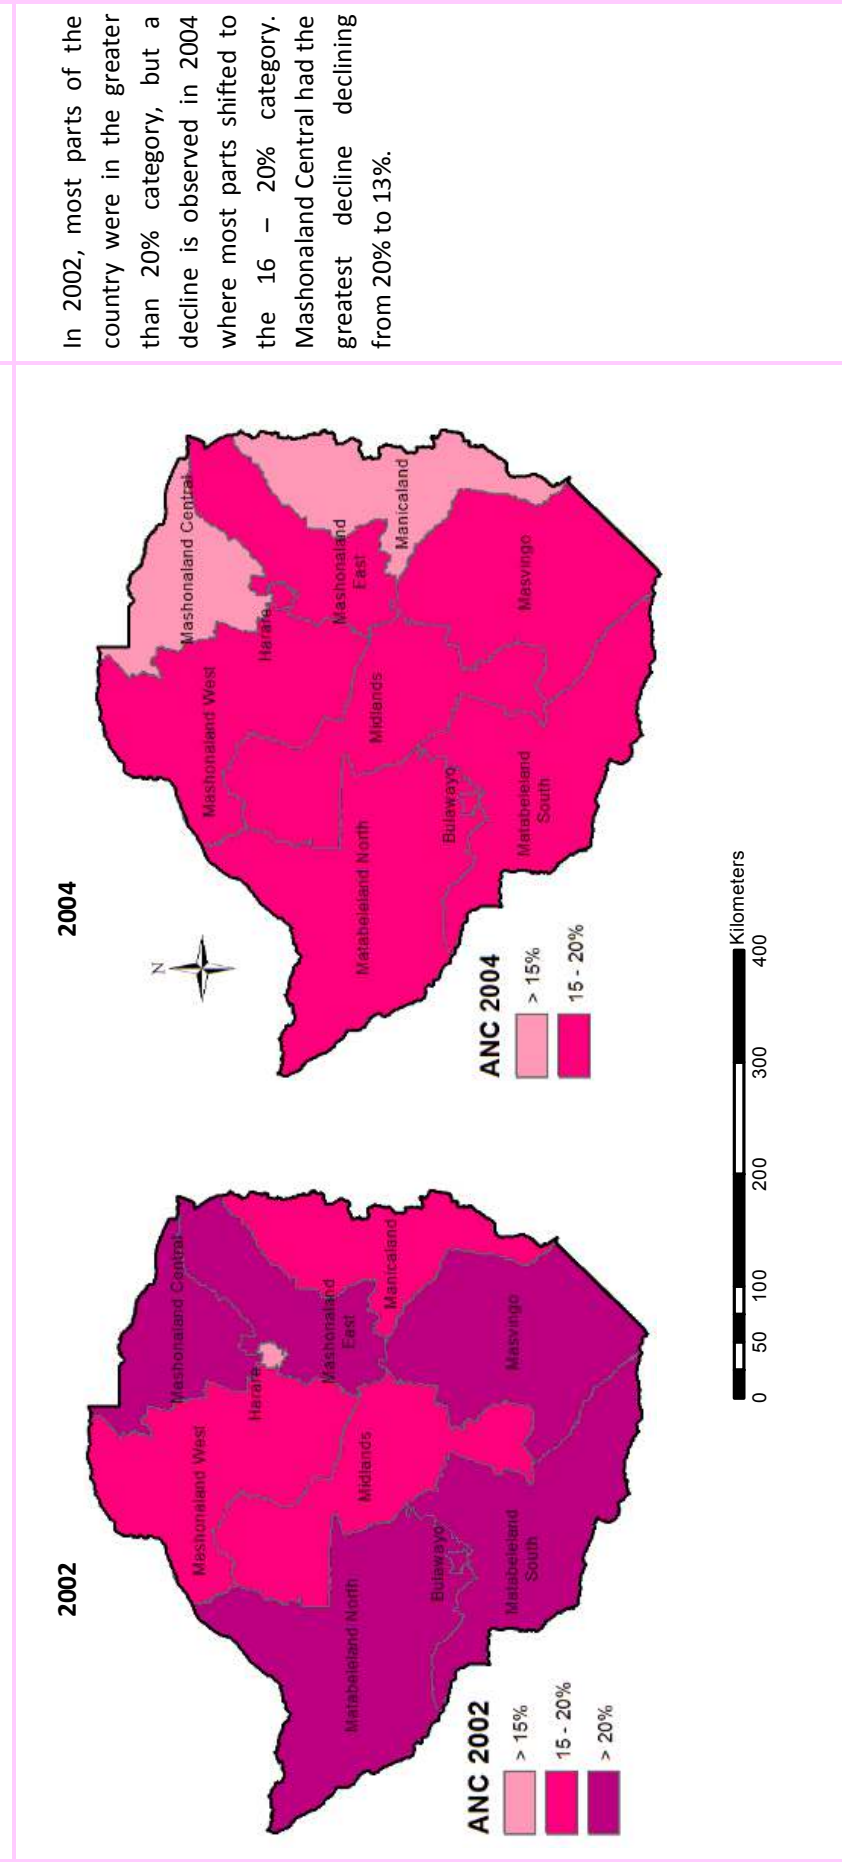 2002
2004
N
Mashonaland Central
Mashonaland West
Harare
Mashonaland
East
Manicaland
Midlands
Matabeleland North
Bulawayo
Masvingo
Matabeleland
South
ANC 2002
> 15%
15 - 20%
> 20%
Mashonaland Central
Mashonaland West
Harare
Mashonaland
East
Manicaland
Midlands
Matabeleland North
Bulawayo
Masvingo
Matabeleland
South
ANC 2004
> 15%
15 - 20%
0 50 100 200 300 400
Kilometers
In 2002, most parts of the
country were in the greater
than 20% category, but a
decline is observed in 2004
where most parts shifted to
the 16 – 20% category.
Mashonaland Central had the
greatest decline declining
from 20% to 13%.